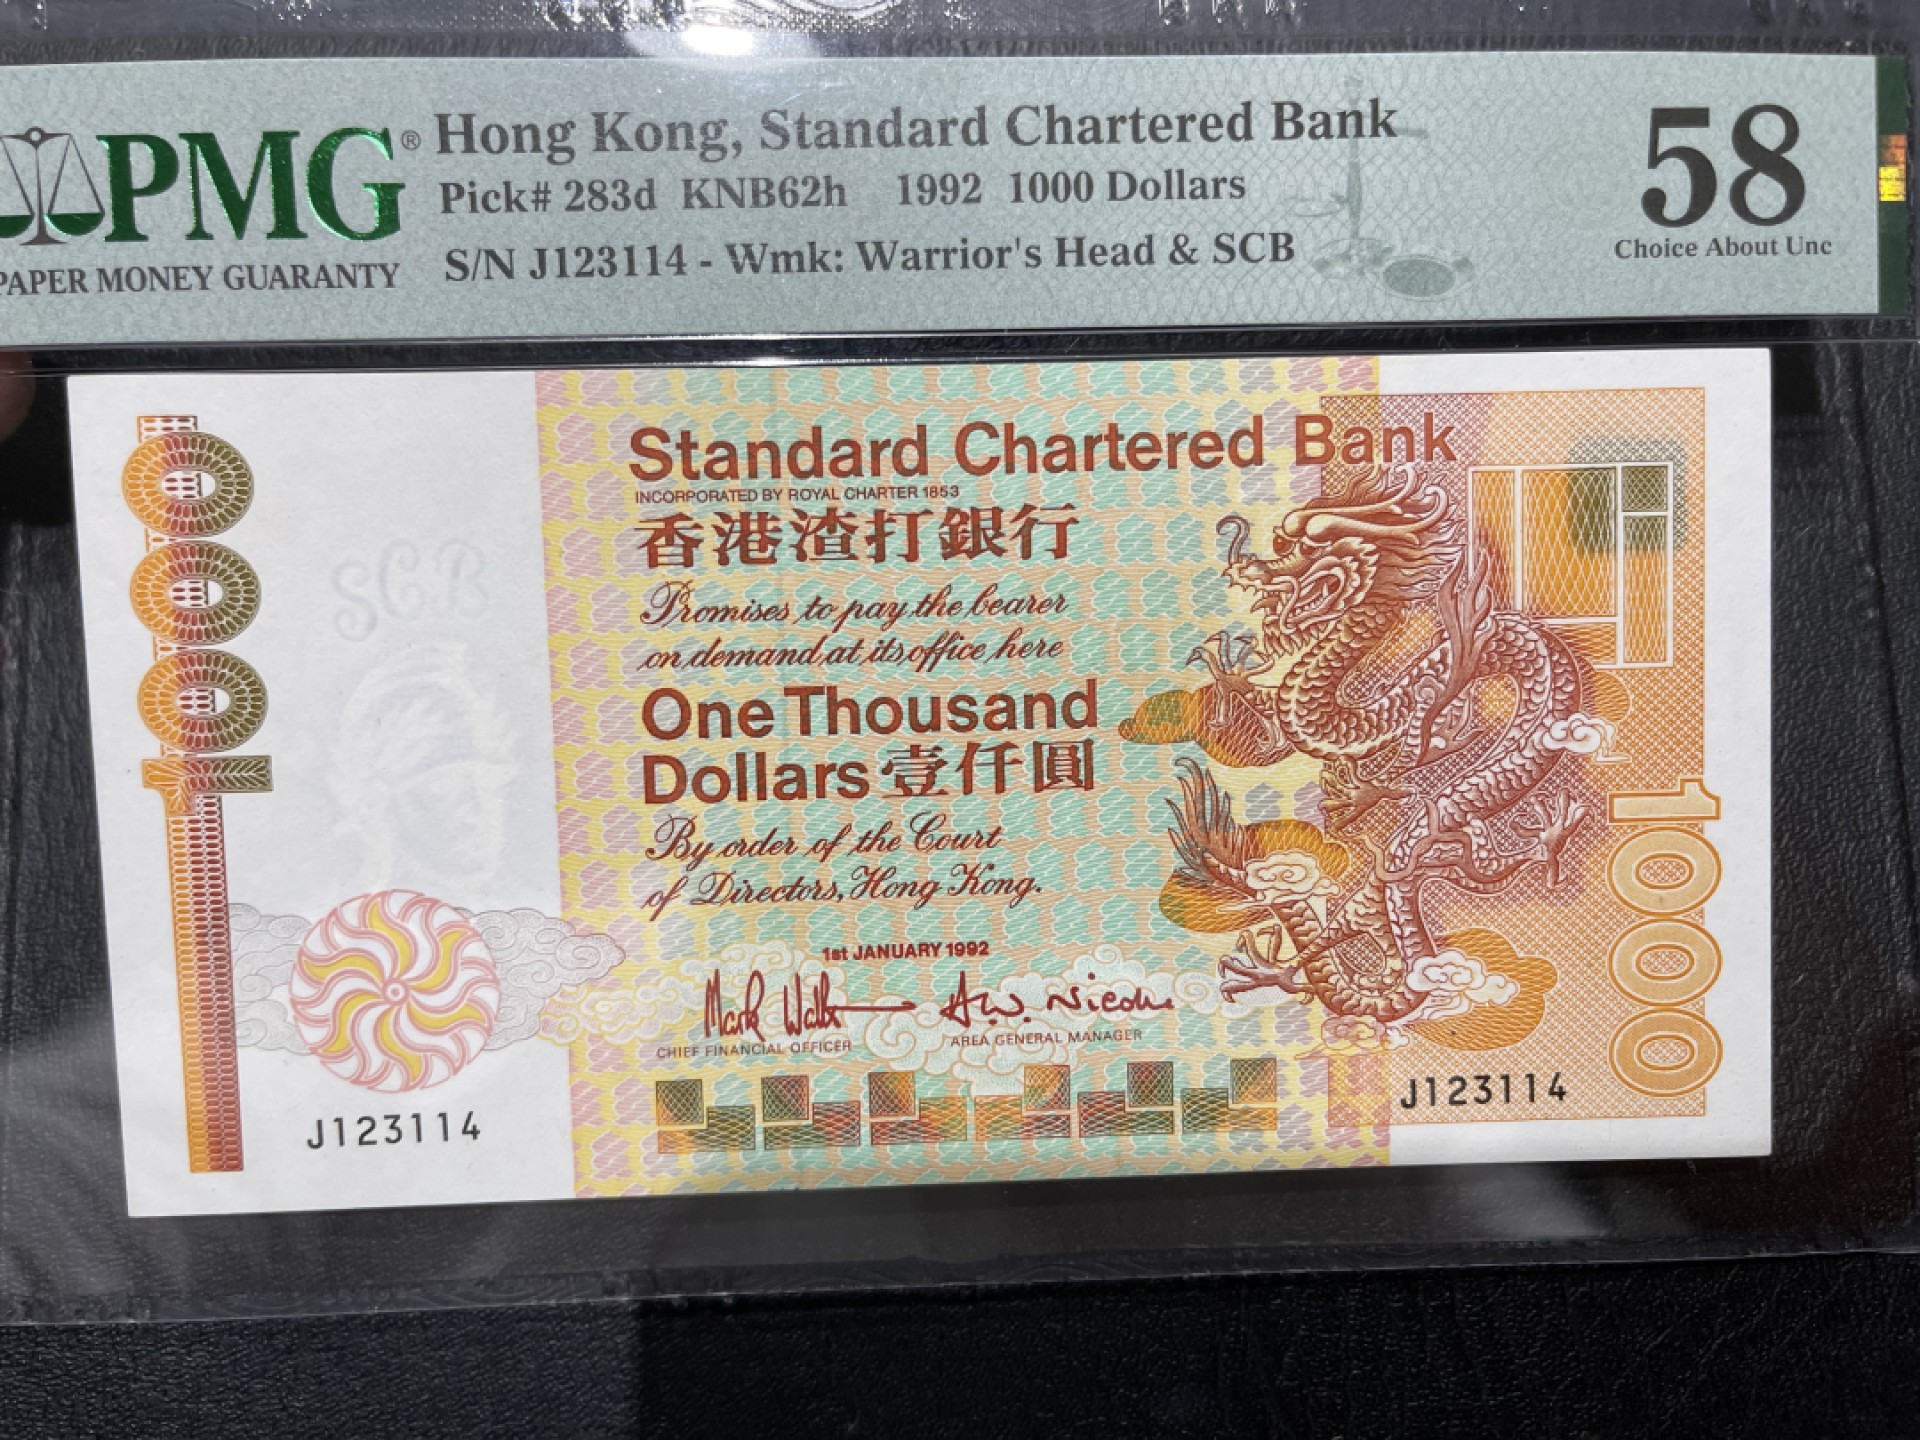 PMG®
PAPER MONEY GUARANTY
Hong Kong, Standard Chartered Bank
Pick# 283d KNB62h 1992 1000 Dollars
S/N J123114 - Wmk: Warrior's Head & SCB
58
Choice About Unc
1000
Standard Chartered Bank
INCORPORATED BY ROYAL CHARTER 1853
香港渣打銀行
SCB
Promises to pay the bearer
on demand at its office here
One Thousand
Dollars 壹仟圓
By order of the Court
of Directors, Hong Kong.
1st JANUARY 1992
CHIEF FINANCIAL OFFICER
AREA GENERAL MANAGER
J123114
J123114
1000